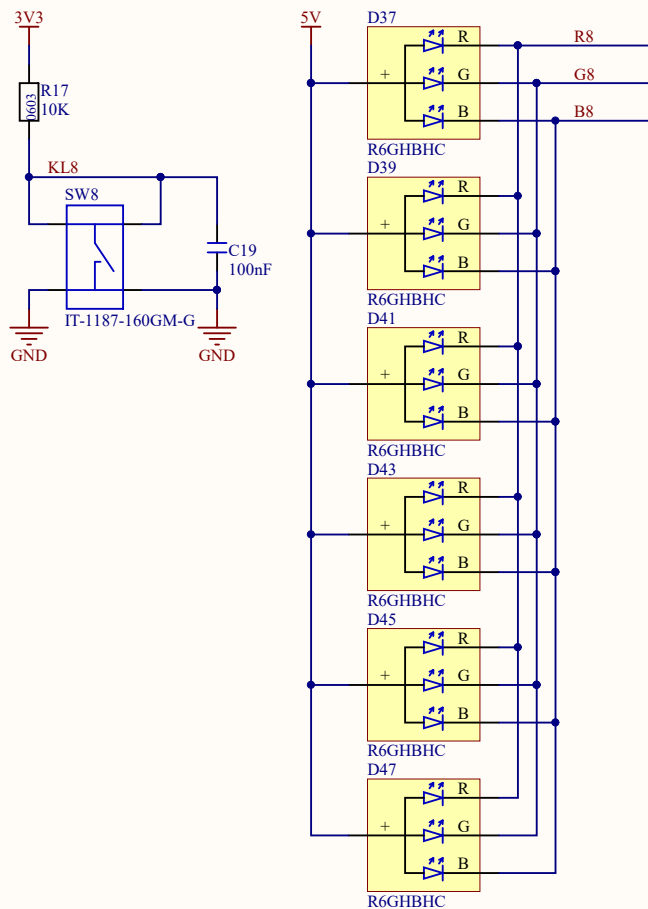 3V3
R17
0603
10K
KL8
SW8
C19
100nF
IT-1187-160GM-G
GND
GND
5V
D37
R
+
G
B
R6GHBHC
R8
G8
B8
D39
R
+
G
B
R6GHBHC
D41
R
+
G
B
R6GHBHC
D43
R
+
G
B
R6GHBHC
D45
R
+
G
B
R6GHBHC
D47
R
+
G
B
R6GHBHC